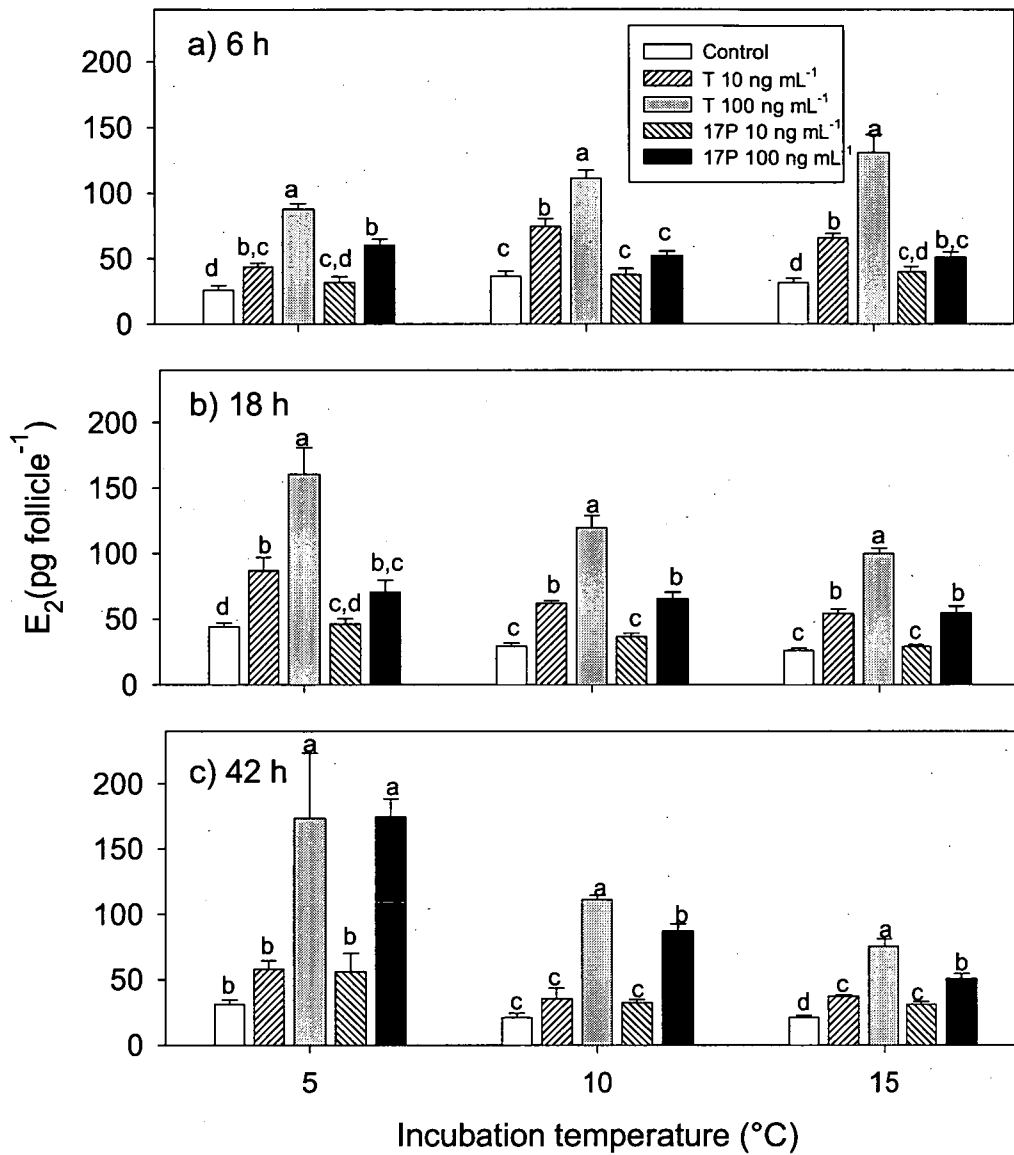 a) 6 h
Control
T 10 ng mL⁻¹
T 100 ng mL⁻¹
17P 10 ng mL⁻¹
17P 100 ng mL⁻¹
200
150
100
50
0
d b,c a c,d b
c b a c c
d b a c,d b,c
b) 18 h
200
150
100
50
0
d b a c,d b,c
c b a c b
c b a c b
E₂(pg follicle⁻¹)
c) 42 h
200
150
100
50
0
b b a b a
c c a c b
d c a c b
5 10 15
Incubation temperature (°C)